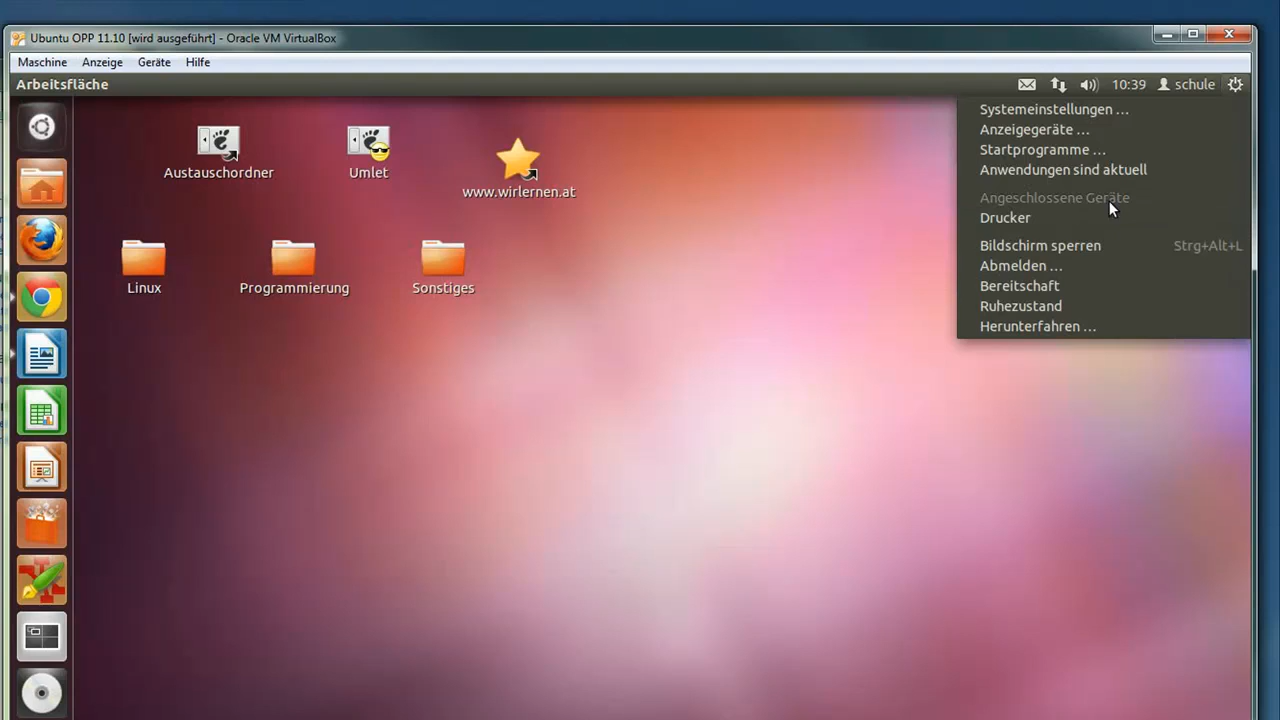 Ubuntu OPP 11.10 [wird ausgeführt] - Oracle VM VirtualBox
Maschine Anzeige Geräte Hilfe
Arbeitsfläche 10:39 schule
Systemeinstellungen ...
Anzeigegeräte ...
Startprogramme ...
Anwendungen sind aktuell
Angeschlossene Geräte
Drucker
Bildschirm sperren Strg+Alt+L
Abmelden ...
Bereitschaft
Ruhezustand
Herunterfahren ...
Austauschordner Umlet www.wirlernen.at
Linux Programmierung Sonstiges